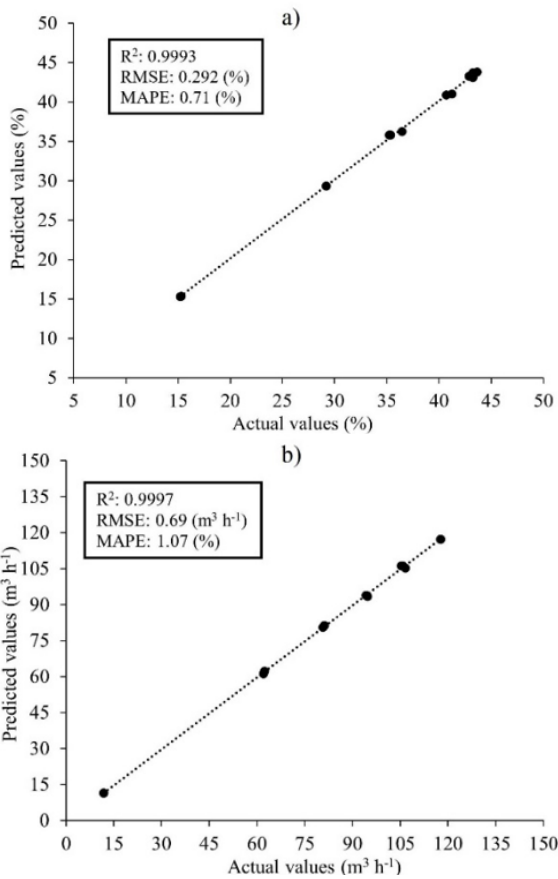 a)
R²: 0.9993
RMSE: 0.292 (%)
MAPE: 0.71 (%)
Predicted values (%)
50
45
40
35
30
25
20
15
10
5
5 10 15 20 25 30 35 40 45 50
Actual values (%)
b)
R²: 0.9997
RMSE: 0.69 (m³ h⁻¹)
MAPE: 1.07 (%)
Predicted values (m³ h⁻¹)
150
135
120
105
90
75
60
45
30
15
0
0 15 30 45 60 75 90 105 120 135 150
Actual values (m³ h⁻¹)